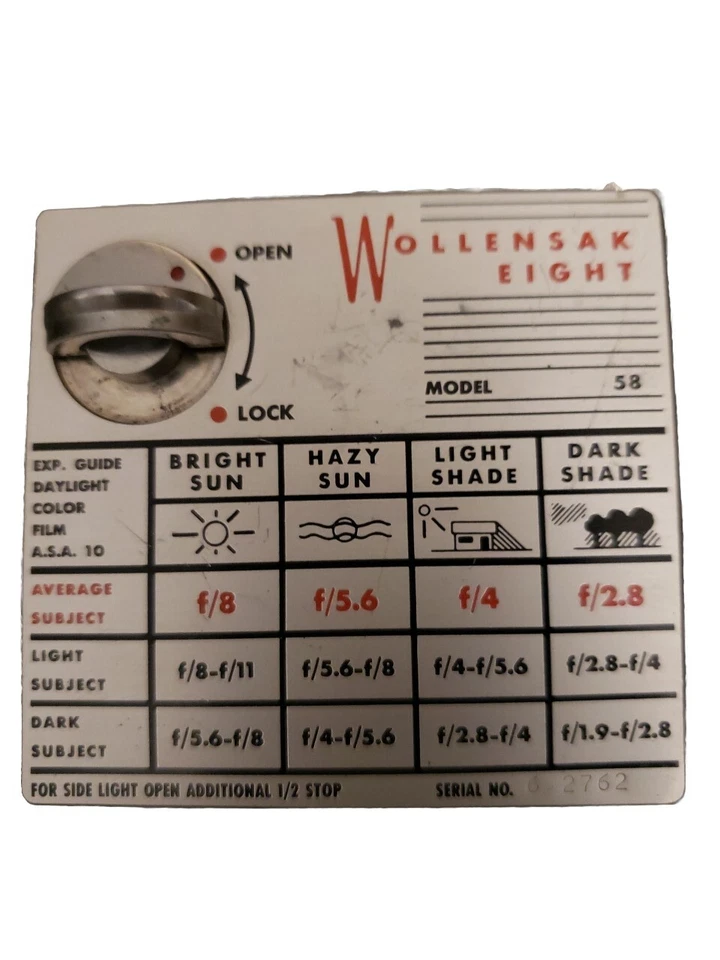 OPEN
WOLLENSAK
EIGHT
MODEL 58
LOCK
EXP. GUIDE
DAYLIGHT
COLOR
FILM
A.S.A. 10
BRIGHT
SUN
HAZY
SUN
LIGHT
SHADE
DARK
SHADE
AVERAGE
SUBJECT
f/8 f/5.6 f/4 f/2.8
LIGHT
SUBJECT
f/8-f/11 f/5.6-f/8 f/4-f/5.6 f/2.8-f/4
DARK
SUBJECT
f/5.6-f/8 f/4-f/5.6 f/2.8-f/4 f/1.9-f/2.8
FOR SIDE LIGHT OPEN ADDITIONAL 1/2 STOP SERIAL NO. 2762